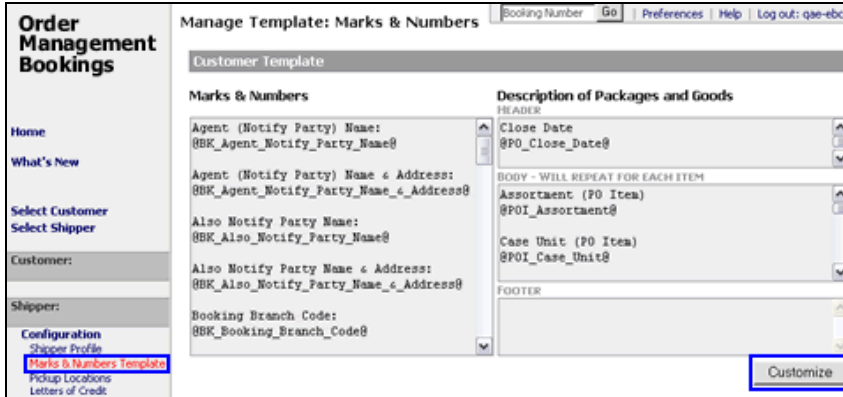 Order
Management
Bookings
Home
What's New
Select Customer
Select Shipper
Customer:
Shipper:
Configuration
Shipper Profile
Marks & Numbers Template
Pickup Locations
Letters of Credit
Manage Template: Marks & Numbers
Booking Number Go | Preferences | Help | Log out: qae-ebc
Customer Template
Marks & Numbers
Agent (Notify Party) Name:
@BK_Agent_Notify_Party_Name@
Agent (Notify Party) Name & Address:
@BK_Agent_Notify_Party_Name_&_Address@
Also Notify Party Name:
@BK_Also_Notify_Party_Name@
Also Notify Party Name & Address:
@BK_Also_Notify_Party_Name_&_Address@
Booking Branch Code:
@BK_Booking_Branch_Code@
Description of Packages and Goods
HEADER
Close Date
@PO_Close_Date@
BODY - WILL REPEAT FOR EACH ITEM
Assortment (PO Item)
@POI_Assortment@
Case Unit (PO Item)
@POI_Case_Unit@
FOOTER
Customize